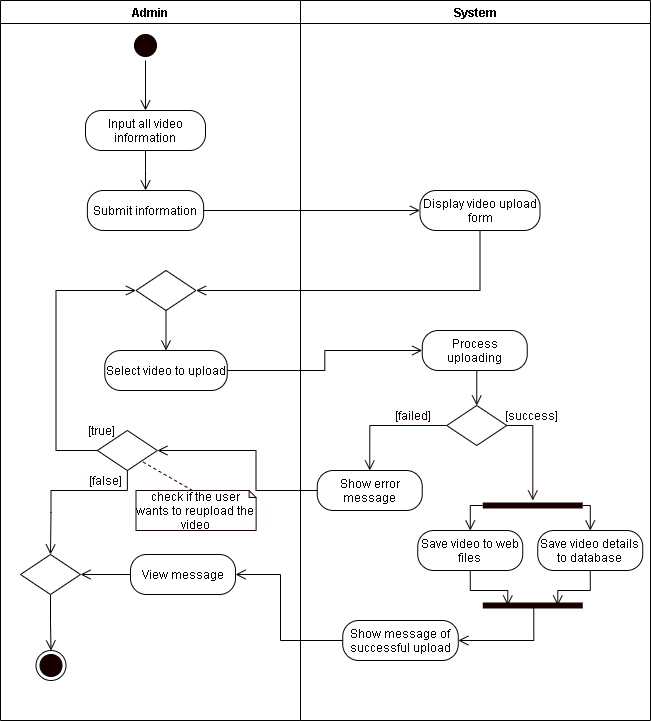 Admin
System
Input all video
information
Submit information
Display video upload
form
Select video to upload
Process
uploading
[failed]
[success]
[true]
[false]
check if the user
wants to reupload the
video
Show error
message
Save video to web
files
Save video details
to database
View message
Show message of
successful upload